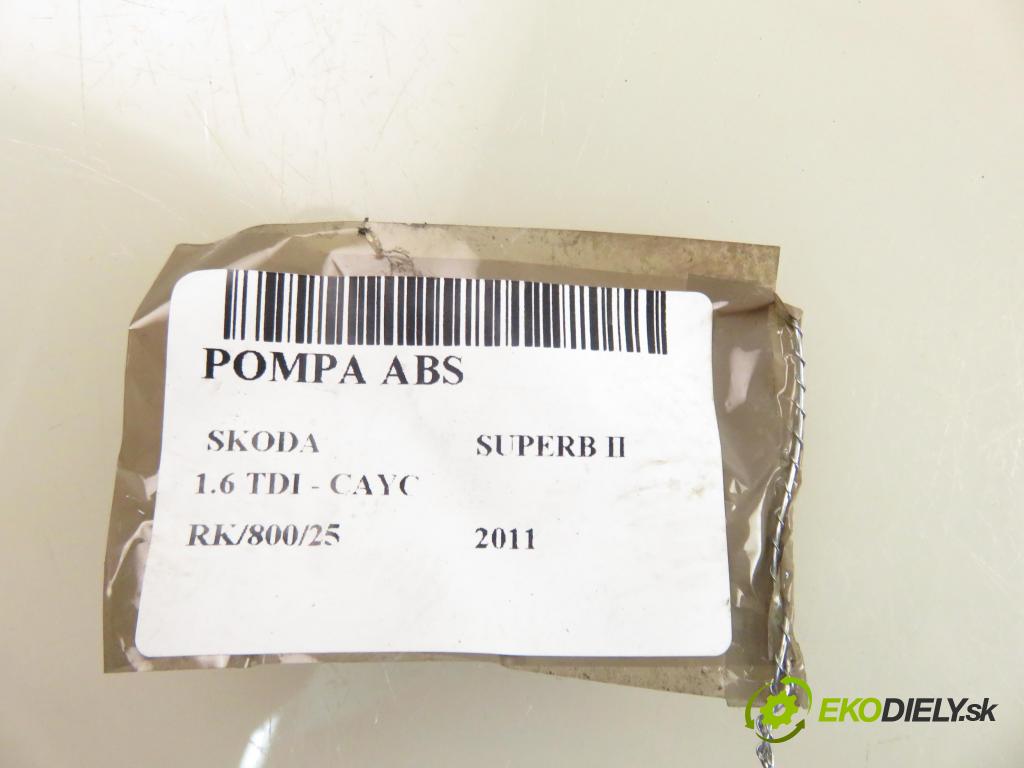 POMPA ABS
SKODA SUPERB II
1.6 TDI - CAYC
RK/800/25 2011
EKODIELY.sk